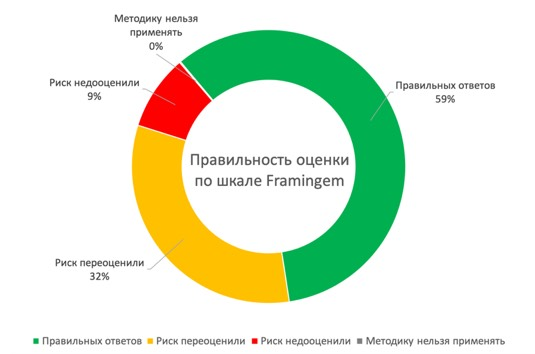 Методику нельзя
применять
0%
Риск недооценили
9%
Правильных ответов
59%
Правильность оценки
по шкале Framingem
Риск переоценили
32%
Правильных ответов
Риск переоценили
Риск недооценили
Методику нельзя применять